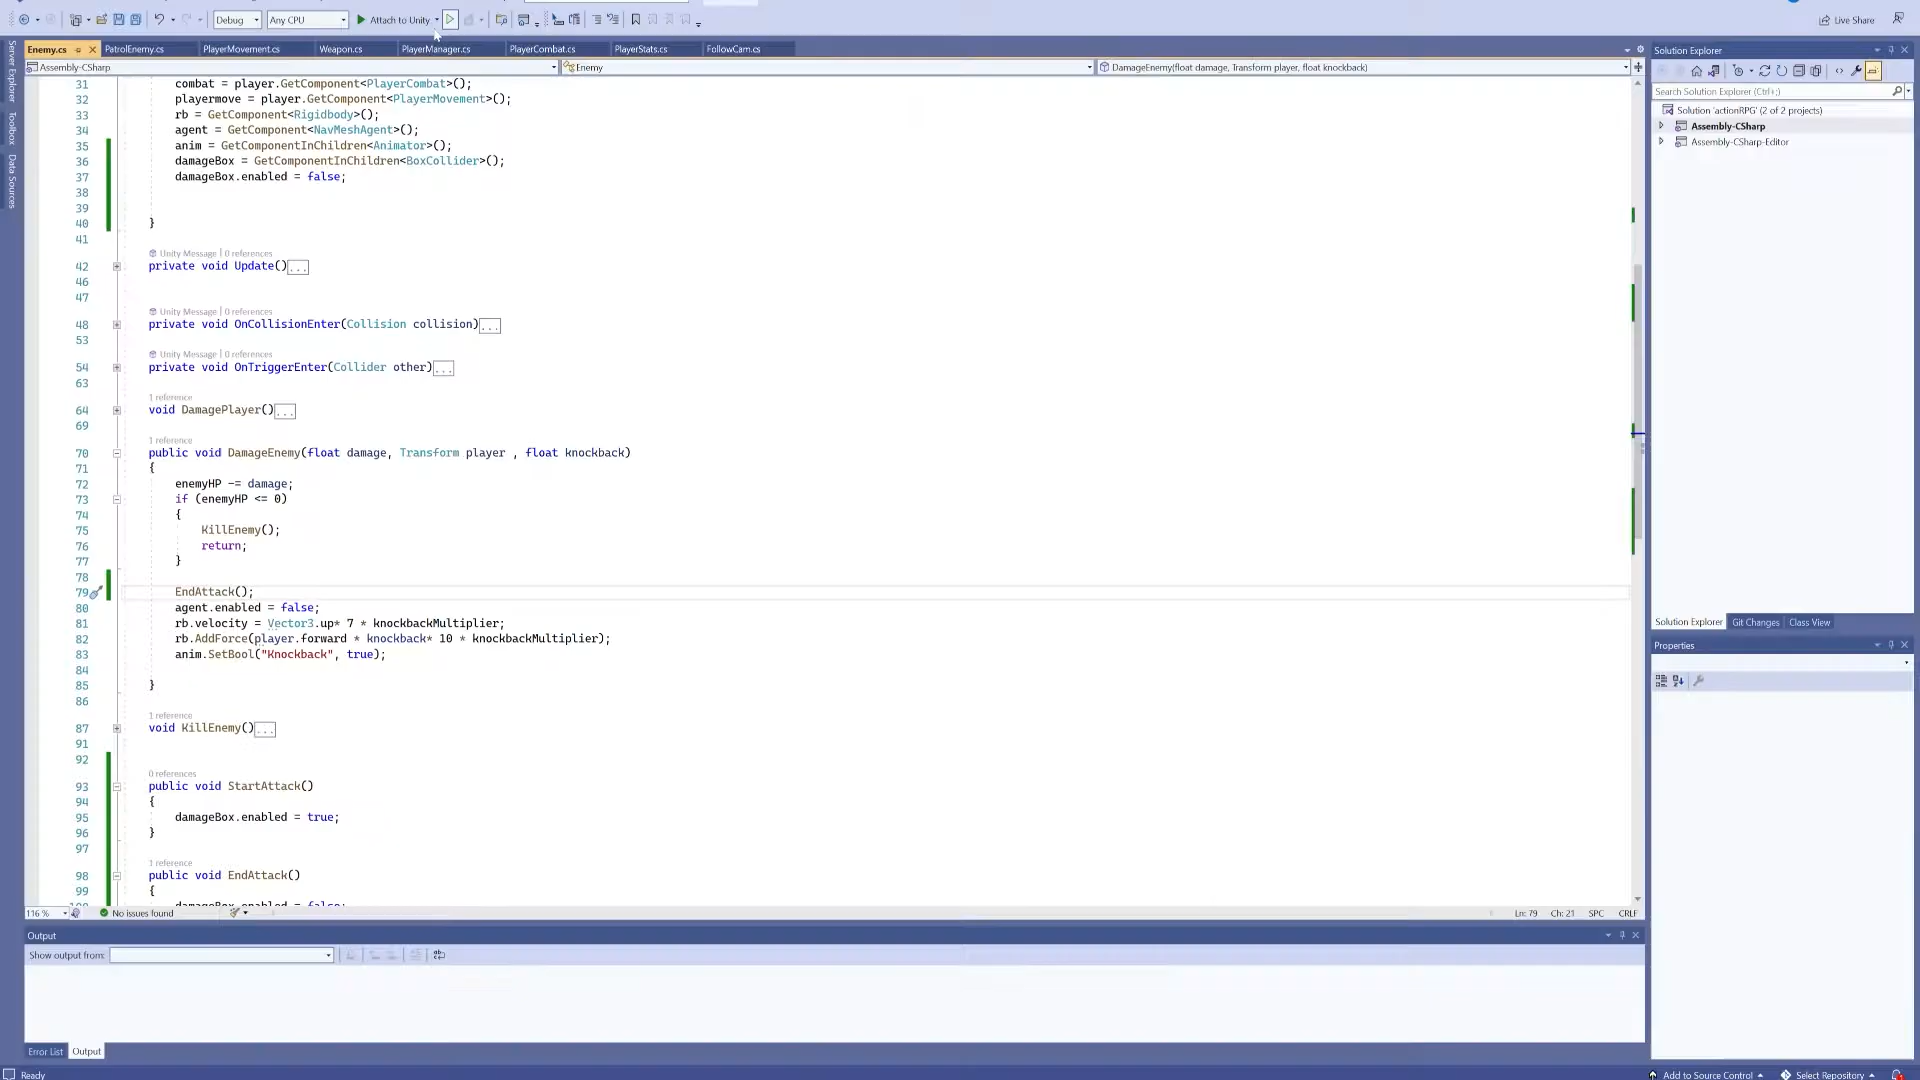 Debug
Any CPU
Attach to Unity
Live Share
Server Explorer
Toolbox
Data Sources
Enemy.cs
PatrolEnemy.cs
PlayerMovement.cs
Weapon.cs
PlayerManager.cs
PlayerCombat.cs
PlayerStats.cs
FollowCam.cs
Assembly-CSharp
Enemy
DamageEnemy(float damage, Transform player, float knockback)
31 combat = player.GetComponent<PlayerCombat>();
32 playermove = player.GetComponent<PlayerMovement>();
33 rb = GetComponent<Rigidbody>();
34 agent = GetComponent<NavMeshAgent>();
35 anim = GetComponentInChildren<Animator>();
36 damageBox = GetComponentInChildren<BoxCollider>();
37 damageBox.enabled = false;
38
39
40 }
41
Unity Message | 0 references
42 private void Update()...
46
47
Unity Message | 0 references
48 private void OnCollisionEnter(Collision collision)...
53
Unity Message | 0 references
54 private void OnTriggerEnter(Collider other)...
63
1 reference
64 void DamagePlayer()...
69
1 reference
70 public void DamageEnemy(float damage, Transform player , float knockback)
71 {
72 enemyHP -= damage;
73 if (enemyHP <= 0)
74 {
75 KillEnemy();
76 return;
77 }
78
79 EndAttack();
80 agent.enabled = false;
81 rb.velocity = Vector3.up* 7 * knockbackMultiplier;
82 rb.AddForce(player.forward * knockback* 10 * knockbackMultiplier);
83 anim.SetBool("Knockback", true);
84
85 }
86
1 reference
87 void KillEnemy()...
91
92
0 references
93 public void StartAttack()
94 {
95 damageBox.enabled = true;
96 }
97
1 reference
98 public void EndAttack()
99 {
damageBox.enabled = false;
116 %
No issues found
Ln: 79
Ch: 21
SPC
CRLF
Output
Show output from:
Error List
Output
Ready
Solution Explorer
Search Solution Explorer (Ctrl+;)
Solution 'actionRPG' (2 of 2 projects)
Assembly-CSharp
Assembly-CSharp-Editor
Solution Explorer
Git Changes
Class View
Properties
Add to Source Control
Select Repository